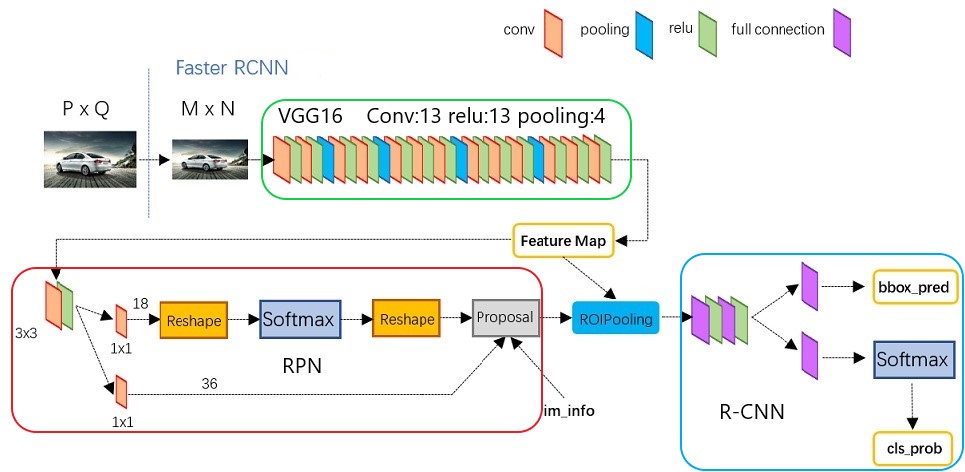 conv
pooling
relu
full connection
Faster RCNN
P x Q
M x N
VGG16 Conv:13 relu:13 pooling:4
Feature Map
3x3
18
1x1
Reshape
Softmax
Reshape
Proposal
ROIPooling
RPN
36
1x1
im_info
bbox_pred
Softmax
R-CNN
cls_prob